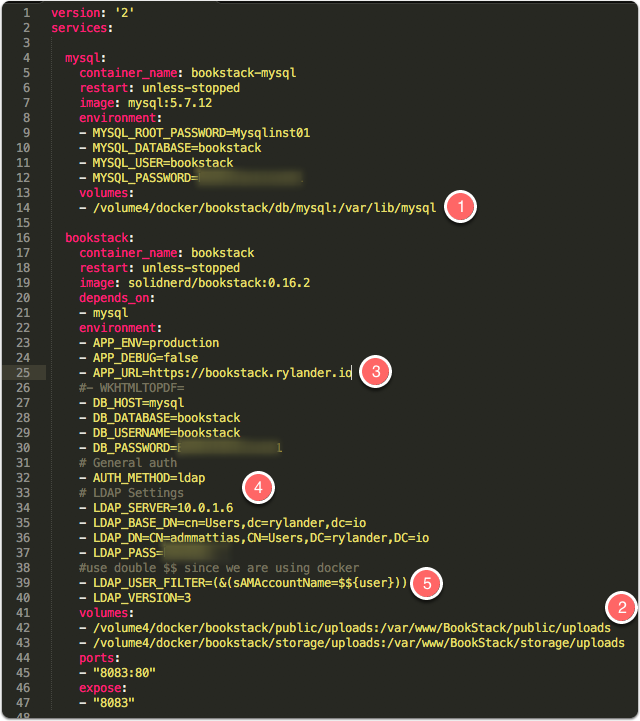 1 version: '2'
2 services:
3
4 mysql:
5 container_name: bookstack-mysql
6 restart: unless-stopped
7 image: mysql:5.7.12
8 environment:
9 - MYSQL_ROOT_PASSWORD=Mysqlinst01
10 - MYSQL_DATABASE=bookstack
11 - MYSQL_USER=bookstack
12 - MYSQL_PASSWORD=
13 volumes:
14 - /volume4/docker/bookstack/db/mysql:/var/lib/mysql 1
15
16 bookstack:
17 container_name: bookstack
18 restart: unless-stopped
19 image: solidnerd/bookstack:0.16.2
20 depends_on:
21 - mysql
22 environment:
23 - APP_ENV=production
24 - APP_DEBUG=false
25 - APP_URL=https://bookstack.rylander.io 3
26 #- WKHTMLTOPDF=
27 - DB_HOST=mysql
28 - DB_DATABASE=bookstack
29 - DB_USERNAME=bookstack
30 - DB_PASSWORD=
31 # General auth
32 - AUTH_METHOD=ldap
33 # LDAP Settings 4
34 - LDAP_SERVER=10.0.1.6
35 - LDAP_BASE_DN=cn=Users,dc=rylander,dc=io
36 - LDAP_DN=CN=admmattias,CN=Users,DC=rylander,DC=io
37 - LDAP_PASS=
38 #use double $$ since we are using docker
39 - LDAP_USER_FILTER=(&(sAMAccountName=$${user})) 5
40 - LDAP_VERSION=3
41 volumes: 2
42 - /volume4/docker/bookstack/public/uploads:/var/www/BookStack/public/uploads
43 - /volume4/docker/bookstack/storage/uploads:/var/www/BookStack/storage/uploads
44 ports:
45 - "8083:80"
46 expose:
47 - "8083"
48